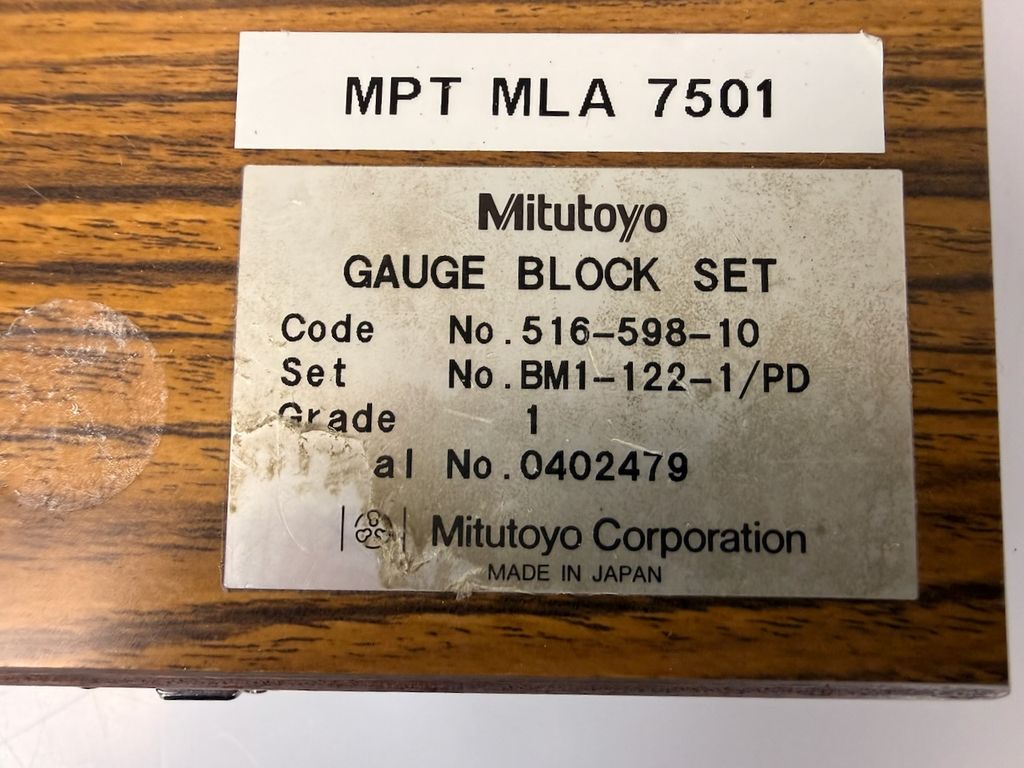 MPT MLA 7501
Mitutoyo
GAUGE BLOCK SET
Code No.516-598-10
Set No.BM1-122-1/PD
Grade 1
No.0402479
Mitutoyo Corporation
MADE IN JAPAN